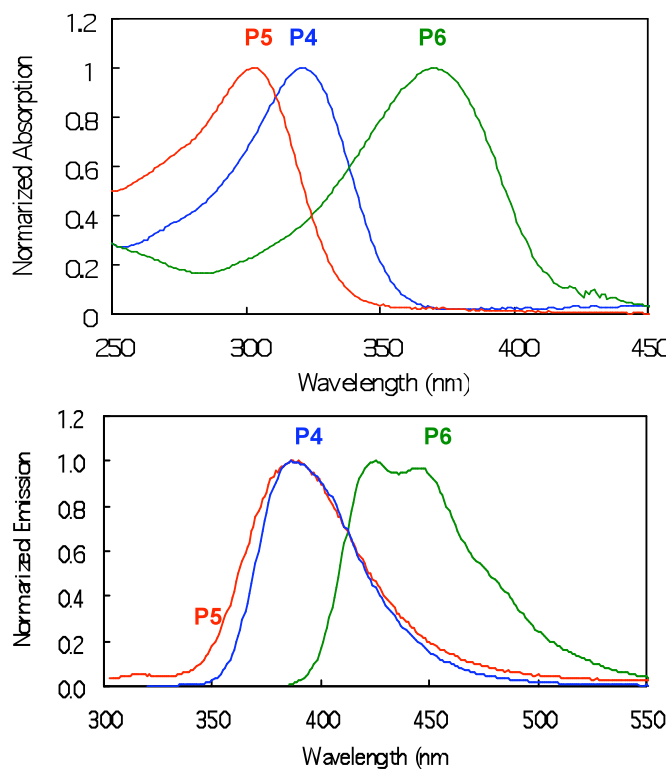 1.2
P5 P4 P6
1
0.8
0.6
0.4
0.2
0
Normarized Absorption
250 300 350 400 450
Wavelength (nm)
1.2
P4 P6
1.0
0.8
0.6
0.4
P5
0.2
0.0
Normarized Emission
300 350 400 450 500 550
Wavelength (nm